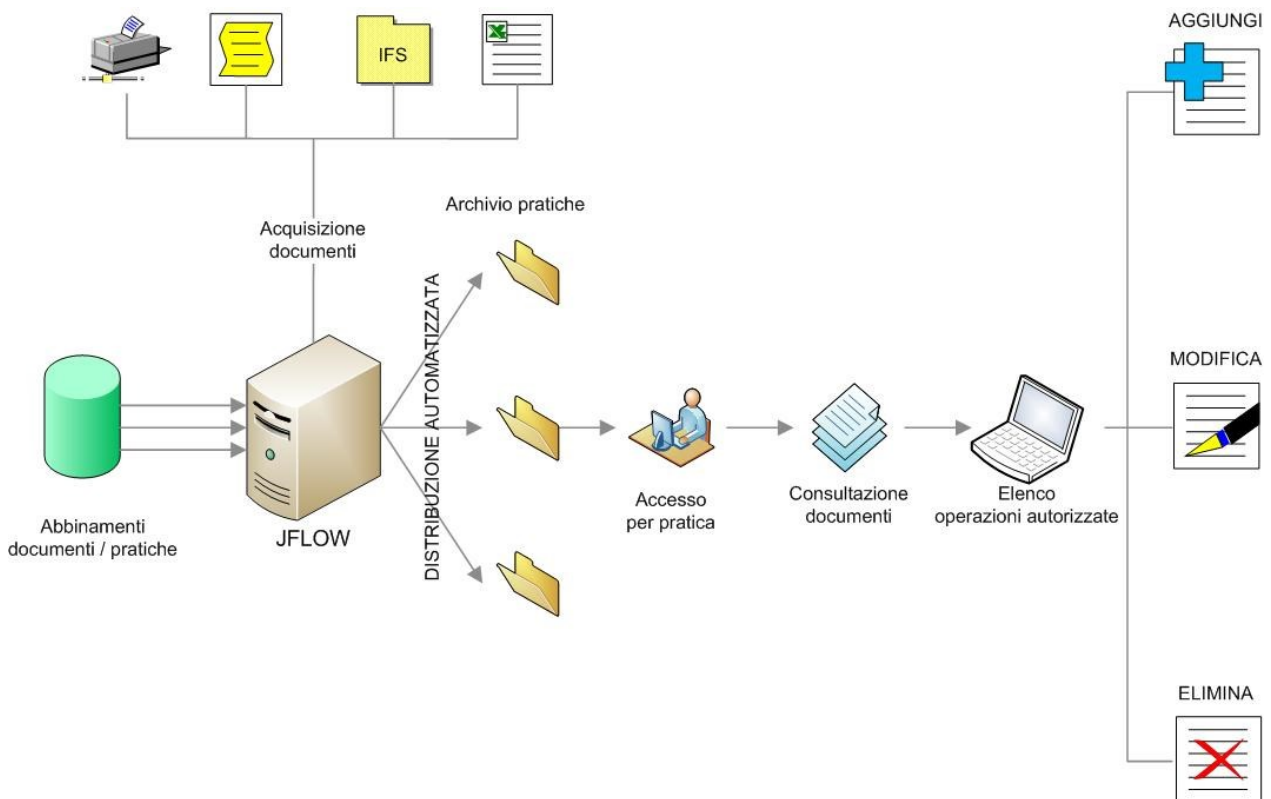 IFS
AGGIUNGI
Acquisizione
documenti
Archivio pratiche
DISTRIBUZIONE AUTOMATIZZATA
Abbinamenti
documenti / pratiche
JFLOW
Accesso
per pratica
Consultazione
documenti
Elenco
operazioni autorizzate
MODIFICA
ELIMINA